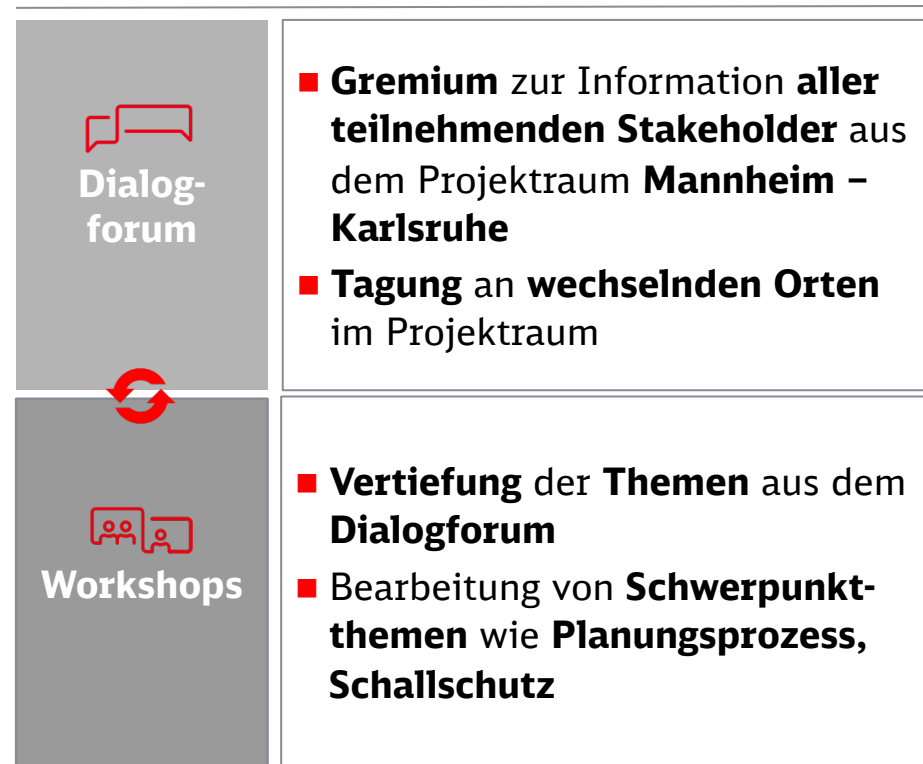 Dialog-
forum
Gremium zur Information aller
teilnehmenden Stakeholder aus
dem Projektraum Mannheim –
Karlsruhe
Tagung an wechselnden Orten
im Projektraum
Workshops
Vertiefung der Themen aus dem
Dialogforum
Bearbeitung von Schwerpunkt-
themen wie Planungsprozess,
Schallschutz